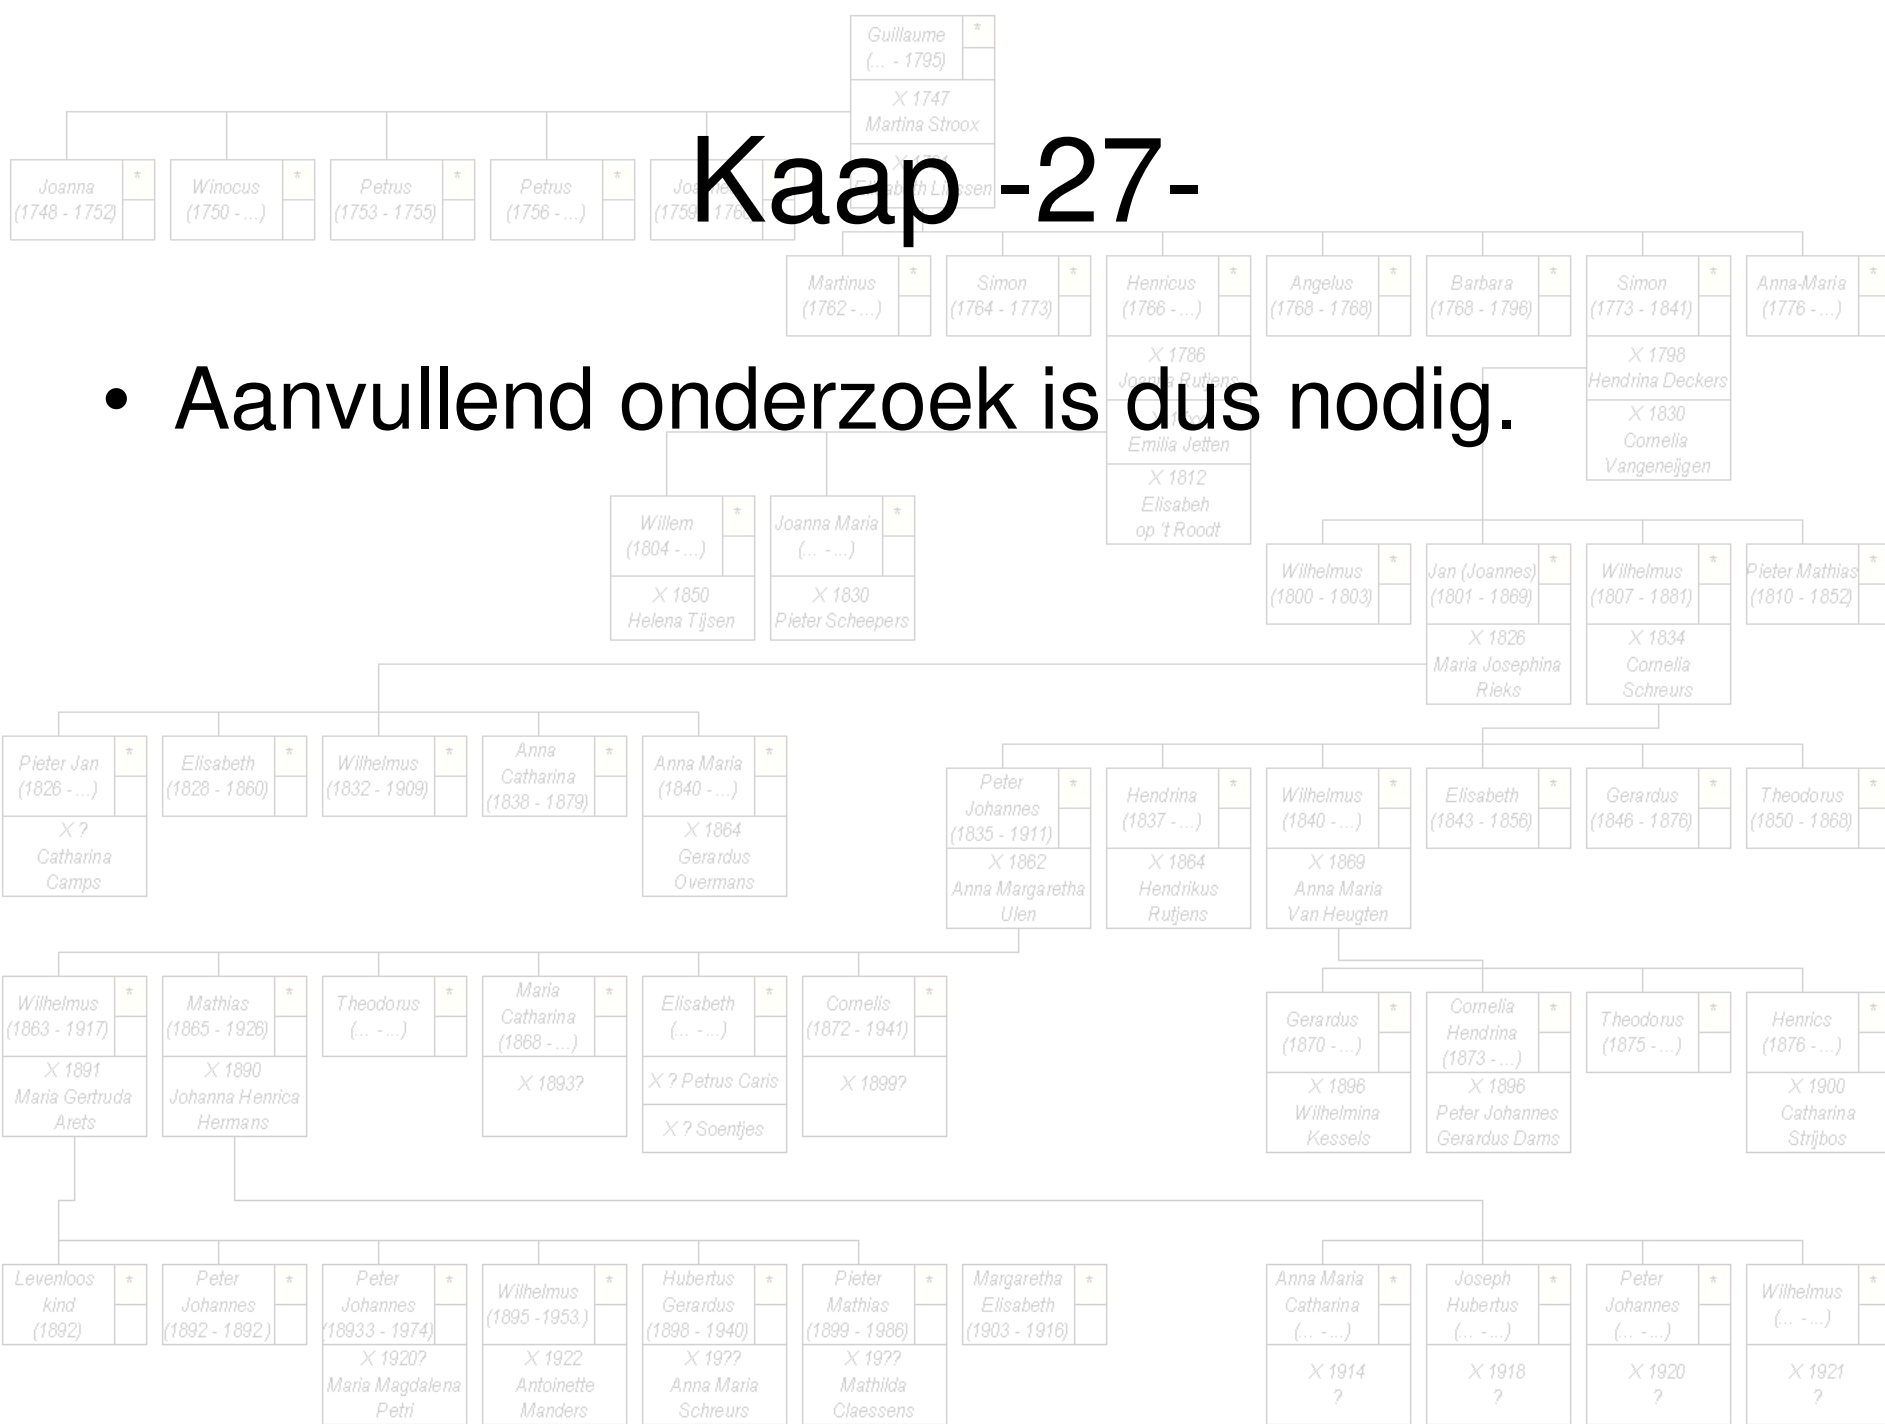 Guillaume *
(... - 1795)
X 1747
Martina Stroox
Kaap -27-
Joanna *
(1748 - 1752)
Winocus *
(1750 - ...)
Petrus *
(1753 - 1755)
Petrus *
(1756 - ...)
Martinus *
(1762 - ...)
Simon *
(1764 - 1773)
Henricus *
(1766 - ...)
X 1786
Joanna Rutjens
Emilia Jetten
X 1812
Elisabeh
op 't Roodt
Angelus *
(1768 - 1768)
Barbara *
(1768 - 1796)
Simon *
(1773 - 1841)
X 1798
Hendrina Deckers
X 1830
Cornelia
Vangeneijgen
Anna-Maria *
(1776 - ...)
• Aanvullend onderzoek is dus nodig.
Willem *
(1804 - ...)
X 1850
Helena Tijsen
Joanna Maria *
(... - ...)
X 1830
Pieter Scheepers
Wilhelmus *
(1800 - 1803)
Jan (Joannes) *
(1801 - 1869)
X 1826
Maria Josephina
Rieks
Wilhelmus *
(1807 - 1881)
X 1834
Cornelia
Schreurs
Pieter Mathias *
(1810 - 1852)
Pieter Jan *
(1826 - ...)
X ?
Catharina
Camps
Elisabeth *
(1828 - 1860)
Wilhelmus *
(1832 - 1909)
Anna *
Catharina
(1838 - 1879)
Anna Maria *
(1840 - ...)
X 1864
Gerardus
Overmans
Peter *
Johannes
(1835 - 1911)
X 1862
Anna Margaretha
Ulen
Hendrina *
(1837 - ...)
X 1864
Hendrikus
Rutjens
Wilhelmus *
(1840 - ...)
X 1869
Anna Maria
Van Heugten
Elisabeth *
(1843 - 1856)
Gerardus *
(1846 - 1876)
Theodorus *
(1850 - 1868)
Wilhelmus *
(1863 - 1917)
X 1891
Maria Gertruda
Arets
Mathias *
(1865 - 1926)
X 1890
Johanna Henrica
Hermans
Theodorus *
(... - ...)
Maria *
Catharina
(1868 - ...)
X 1893?
Elisabeth *
(... - ...)
X ? Petrus Caris
X ? Soentjes
Cornelis *
(1872 - 1941)
X 1899?
Gerardus *
(1870 - ...)
X 1896
Wilhelmina
Kessels
Cornelia *
Hendrina
(1873 - ...)
X 1896
Peter Johannes
Gerardus Dams
Theodorus *
(1875 - ...)
Henrics *
(1876 - ...)
X 1900
Catharina
Strijbos
Levenloos *
kind
(1892)
Peter *
Johannes
(1892 - 1892.)
Peter *
Johannes
(18933 - 1974)
X 1920?
Maria Magdalena
Petri
Wilhelmus *
(1895 -1953.)
X 1922
Antoinette
Manders
Hubertus *
Gerardus
(1898 - 1940)
X 19??
Anna Maria
Schreurs
Pieter *
Mathias
(1899 - 1986)
X 19??
Mathilda
Claessens
Margaretha *
Elisabeth
(1903 - 1916)
Anna Maria *
Catharina
(... - ...)
X 1914
?
Joseph *
Hubertus
(... - ...)
X 1918
?
Peter *
Johannes
(... - ...)
X 1920
?
Wilhelmus *
(... - ...)
X 1921
?